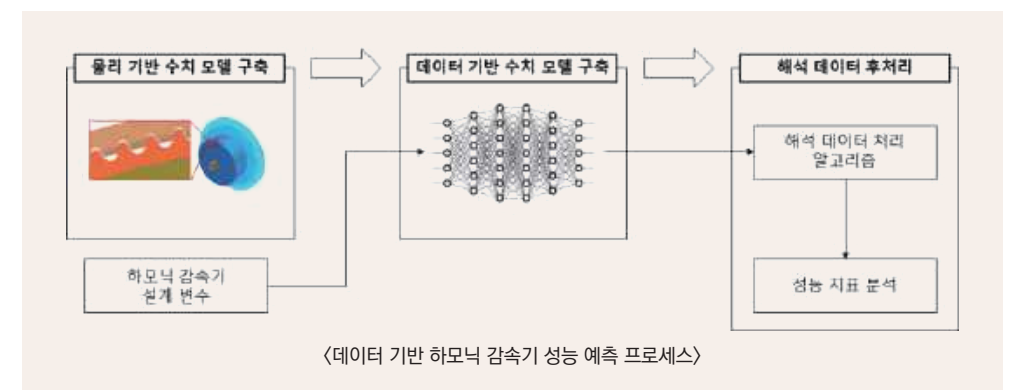 물리 기반 수치 모델 구축
데이터 기반 수치 모델 구축
해석 데이터 후처리
해석 데이터 처리
알고리즘
하모닉 감속기
설계 변수
성능 지표 분석
〈데이터 기반 하모닉 감속기 성능 예측 프로세스〉